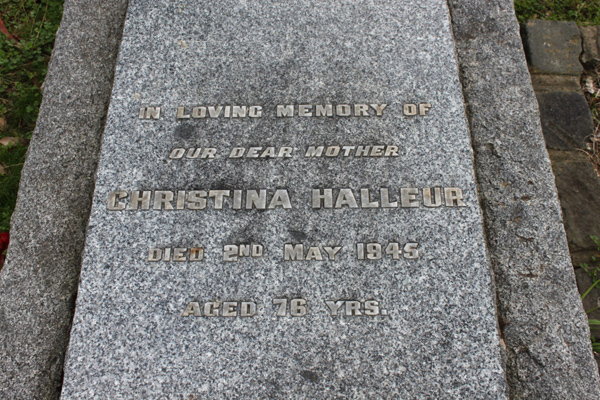 IN LOVING MEMORY OF
OUR DEAR MOTHER
CHRISTINA HALLEUR
DIED 2ND MAY 1945
AGED 76 YRS.